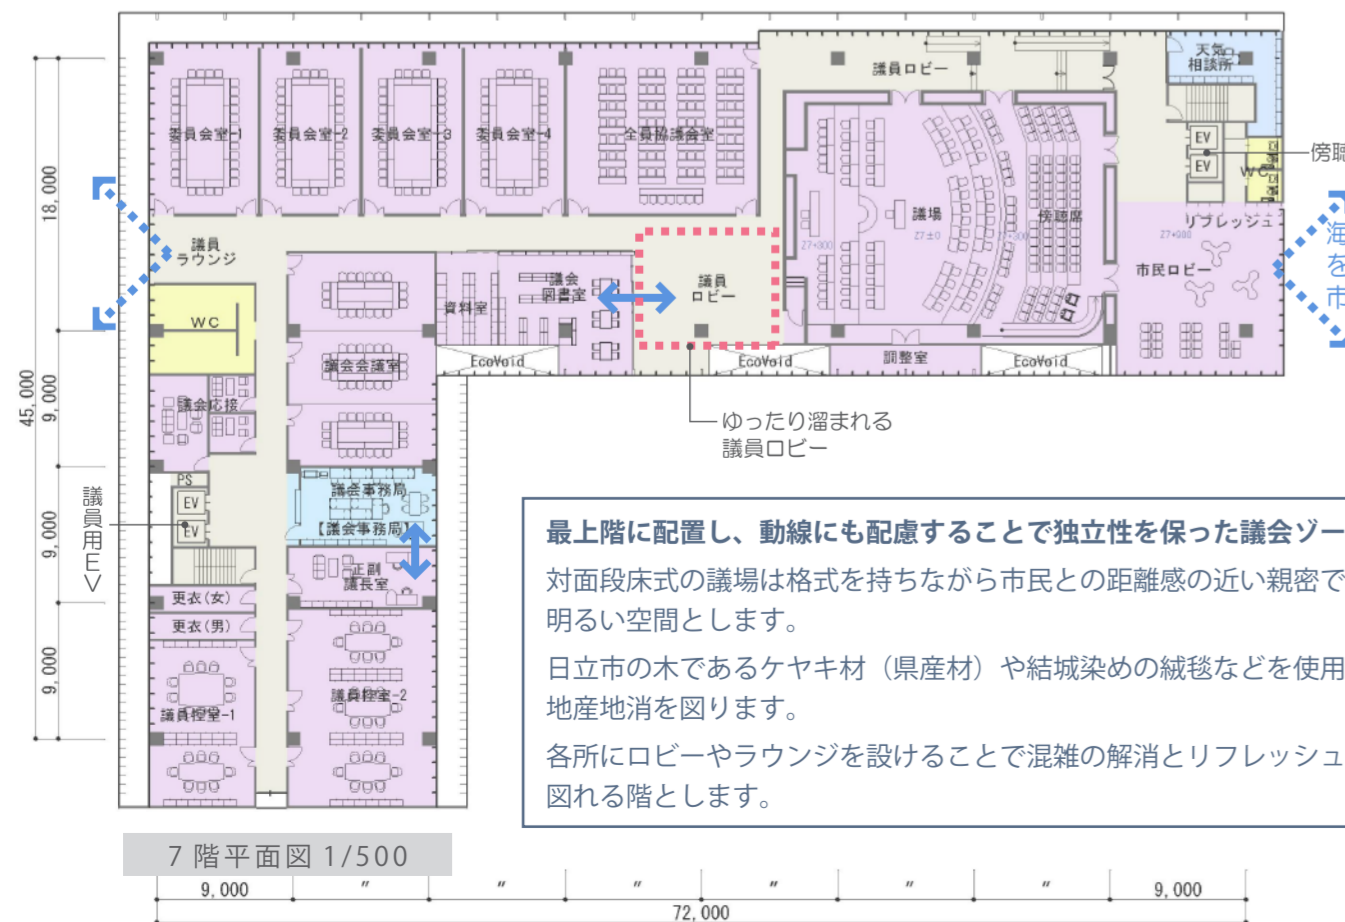 天気
相談所
議員ロビー
EV
EV
WC
傍聴
委員会室-1
委員会室-2
委員会室-3
委員会室-4
全員協議会室
議場
Z7±0
Z7+300
傍聴席
リフレッシュ
Z7+900
市民ロビー
海
を
市
議員
ラウンジ
WC
資料室
議会
図書室
議員
ロビー
EcoVoid
EcoVoid
調整室
EcoVoid
議会会議室
議会応接
ゆったり溜まれる
議員ロビー
PS
EV
EV
議員用EV
議会事務局
【議会事務局】
正副
議長室
更衣(女)
更衣(男)
議員控室-1
議員控室-2
18,000
45,000
9,000
9,000
9,000
最上階に配置し、動線にも配慮することで独立性を保った議会ゾー
対面段床式の議場は格式を持ちながら市民との距離感の近い親密で
明るい空間とします。
日立市の木であるケヤキ材（県産材）や結城染めの絨毯などを使用
地産地消を図ります。
各所にロビーやラウンジを設けることで混雑の解消とリフレッシュ
図れる階とします。
7 階平面図 1/500
9,000 〃 〃 〃 〃 〃 〃 9,000
72,000